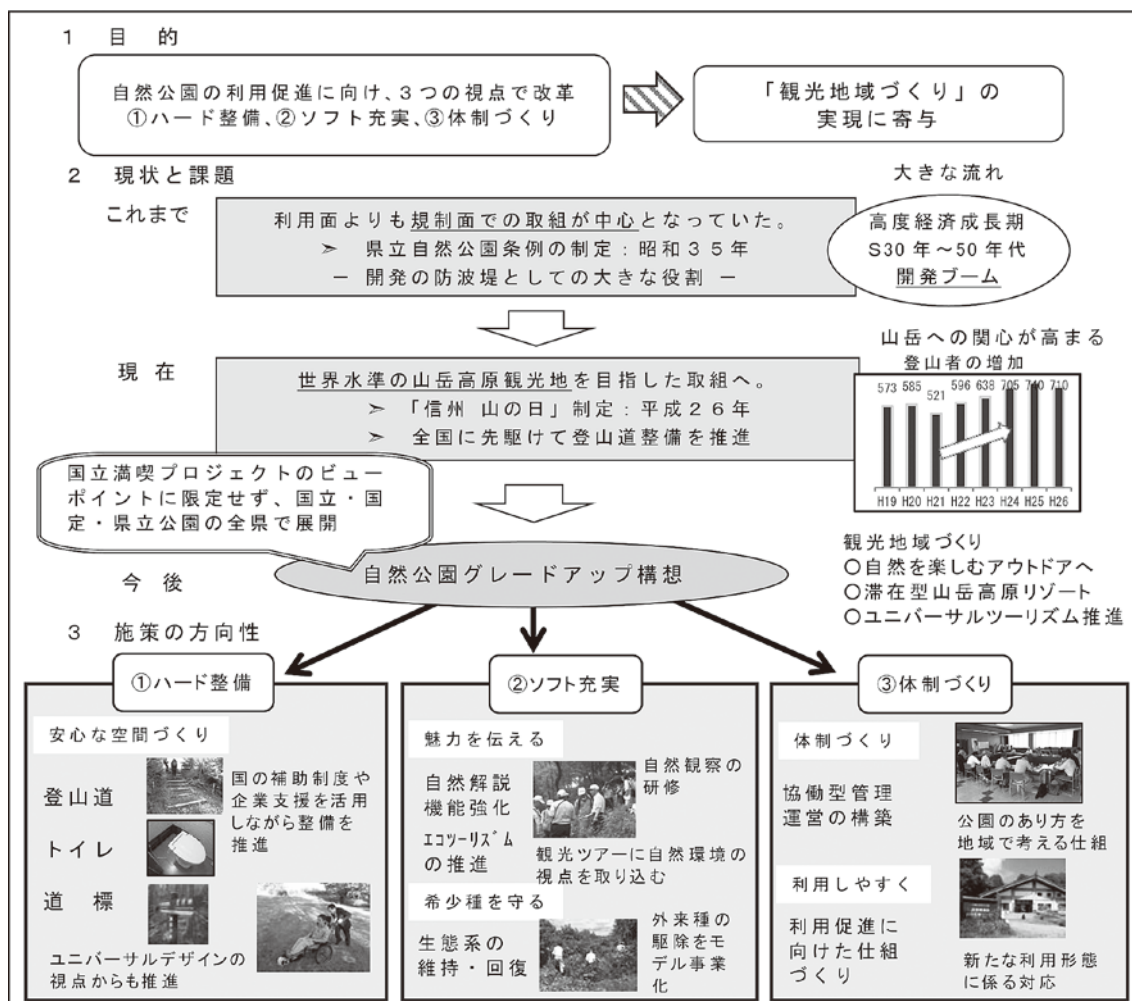 1 目 的
自然公園の利用促進に向け、3つの視点で改革
①ハード整備、②ソフト充実、③体制づくり
「観光地域づくり」の
実現に寄与
2 現状と課題
大きな流れ
これまで
利用面よりも規制面での取組が中心となっていた。
➢ 県立自然公園条例の制定：昭和35年
― 開発の防波堤としての大きな役割 ―
高度経済成長期
S30年～50年代
開発ブーム
現 在
世界水準の山岳高原観光地を目指した取組へ。
➢ 「信州 山の日」制定：平成26年
➢ 全国に先駆けて登山道整備を推進
山岳への関心が高まる
登山者の増加
573 585 521 596 638 705 740 710
H19 H20 H21 H22 H23 H24 H25 H26
国立満喫プロジェクトのビュー
ポイントに限定せず、国立・国
定・県立公園の全県で展開
今 後
自然公園グレードアップ構想
観光地域づくり
○自然を楽しむアウトドアへ
○滞在型山岳高原リゾート
○ユニバーサルツーリズム推進
3 施策の方向性
①ハード整備
安心な空間づくり
登山道
トイレ
道 標
国の補助制度や
企業支援を活用
しながら整備を
推進
ユニバーサルデザインの
視点からも推進
②ソフト充実
魅力を伝える
自然解説
機能強化
エコツーリズム
の推進
自然観察の
研修
観光ツアーに自然環境の
視点を取り込む
希少種を守る
生態系の
維持・回復
外来種の
駆除をモ
デル事業
化
③体制づくり
体制づくり
協働型管理
運営の構築
公園のあり方を
地域で考える仕組
利用しやすく
利用促進に
向けた仕組
づくり
新たな利用形態
に係る対応